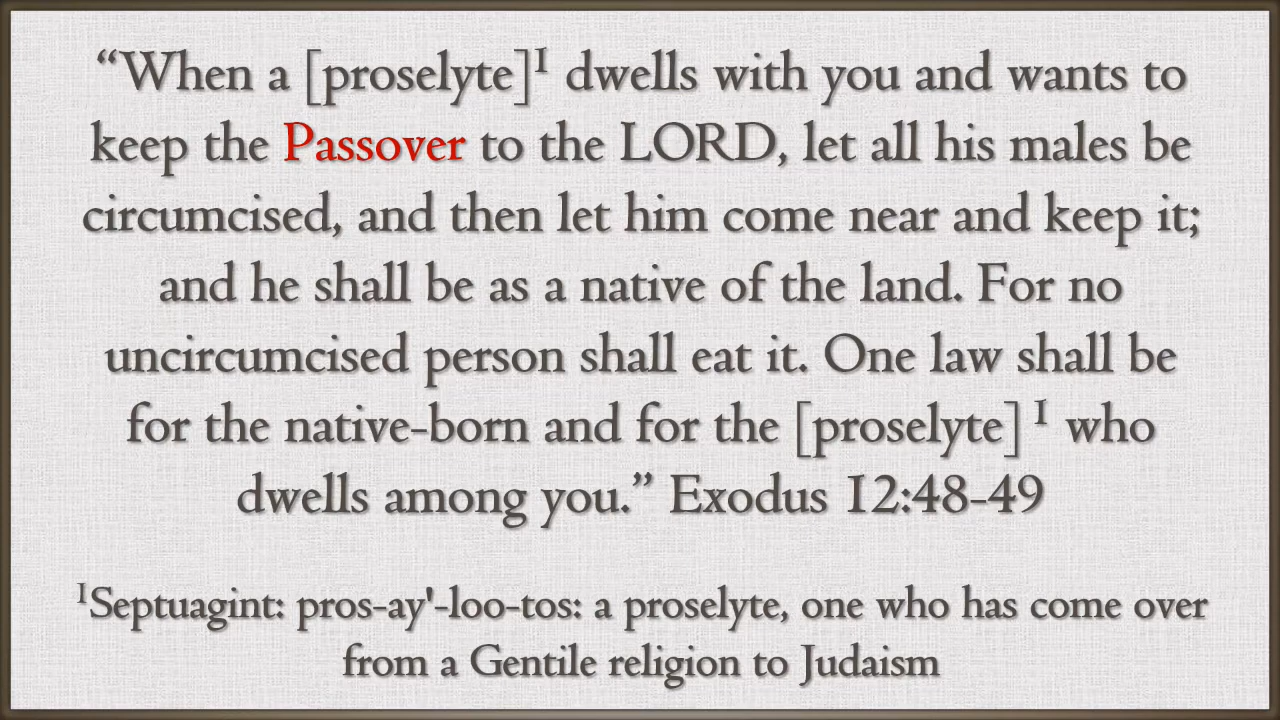 “When a [proselyte]¹ dwells with you and wants to
keep the Passover to the LORD, let all his males be
circumcised, and then let him come near and keep it;
and he shall be as a native of the land. For no
uncircumcised person shall eat it. One law shall be
for the native-born and for the [proselyte] ¹ who
dwells among you.” Exodus 12:48-49
¹Septuagint: pros-ay'-loo-tos: a proselyte, one who has come over
from a Gentile religion to Judaism